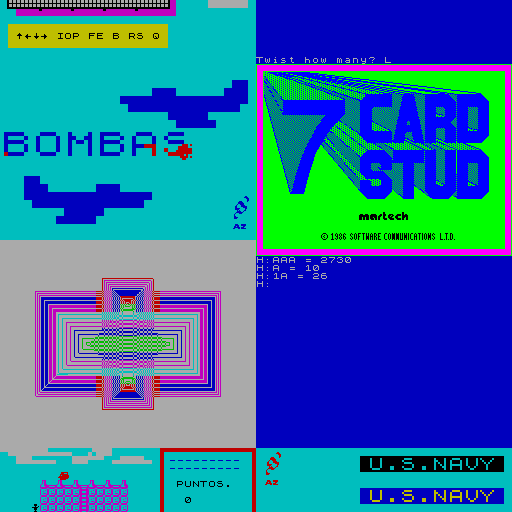 ↑←↓→ IOP FE B RS Q
Twist how many? L
BOMBAS
AZ
7 CARD
STUD
martech
© 1986 SOFTWARE COMMUNICATIONS LTD.
H:AAA = 2730
H:A = 10
H:1A = 26
H:
PUNTOS.
0
AZ
U.S.NAVY
U.S.NAVY